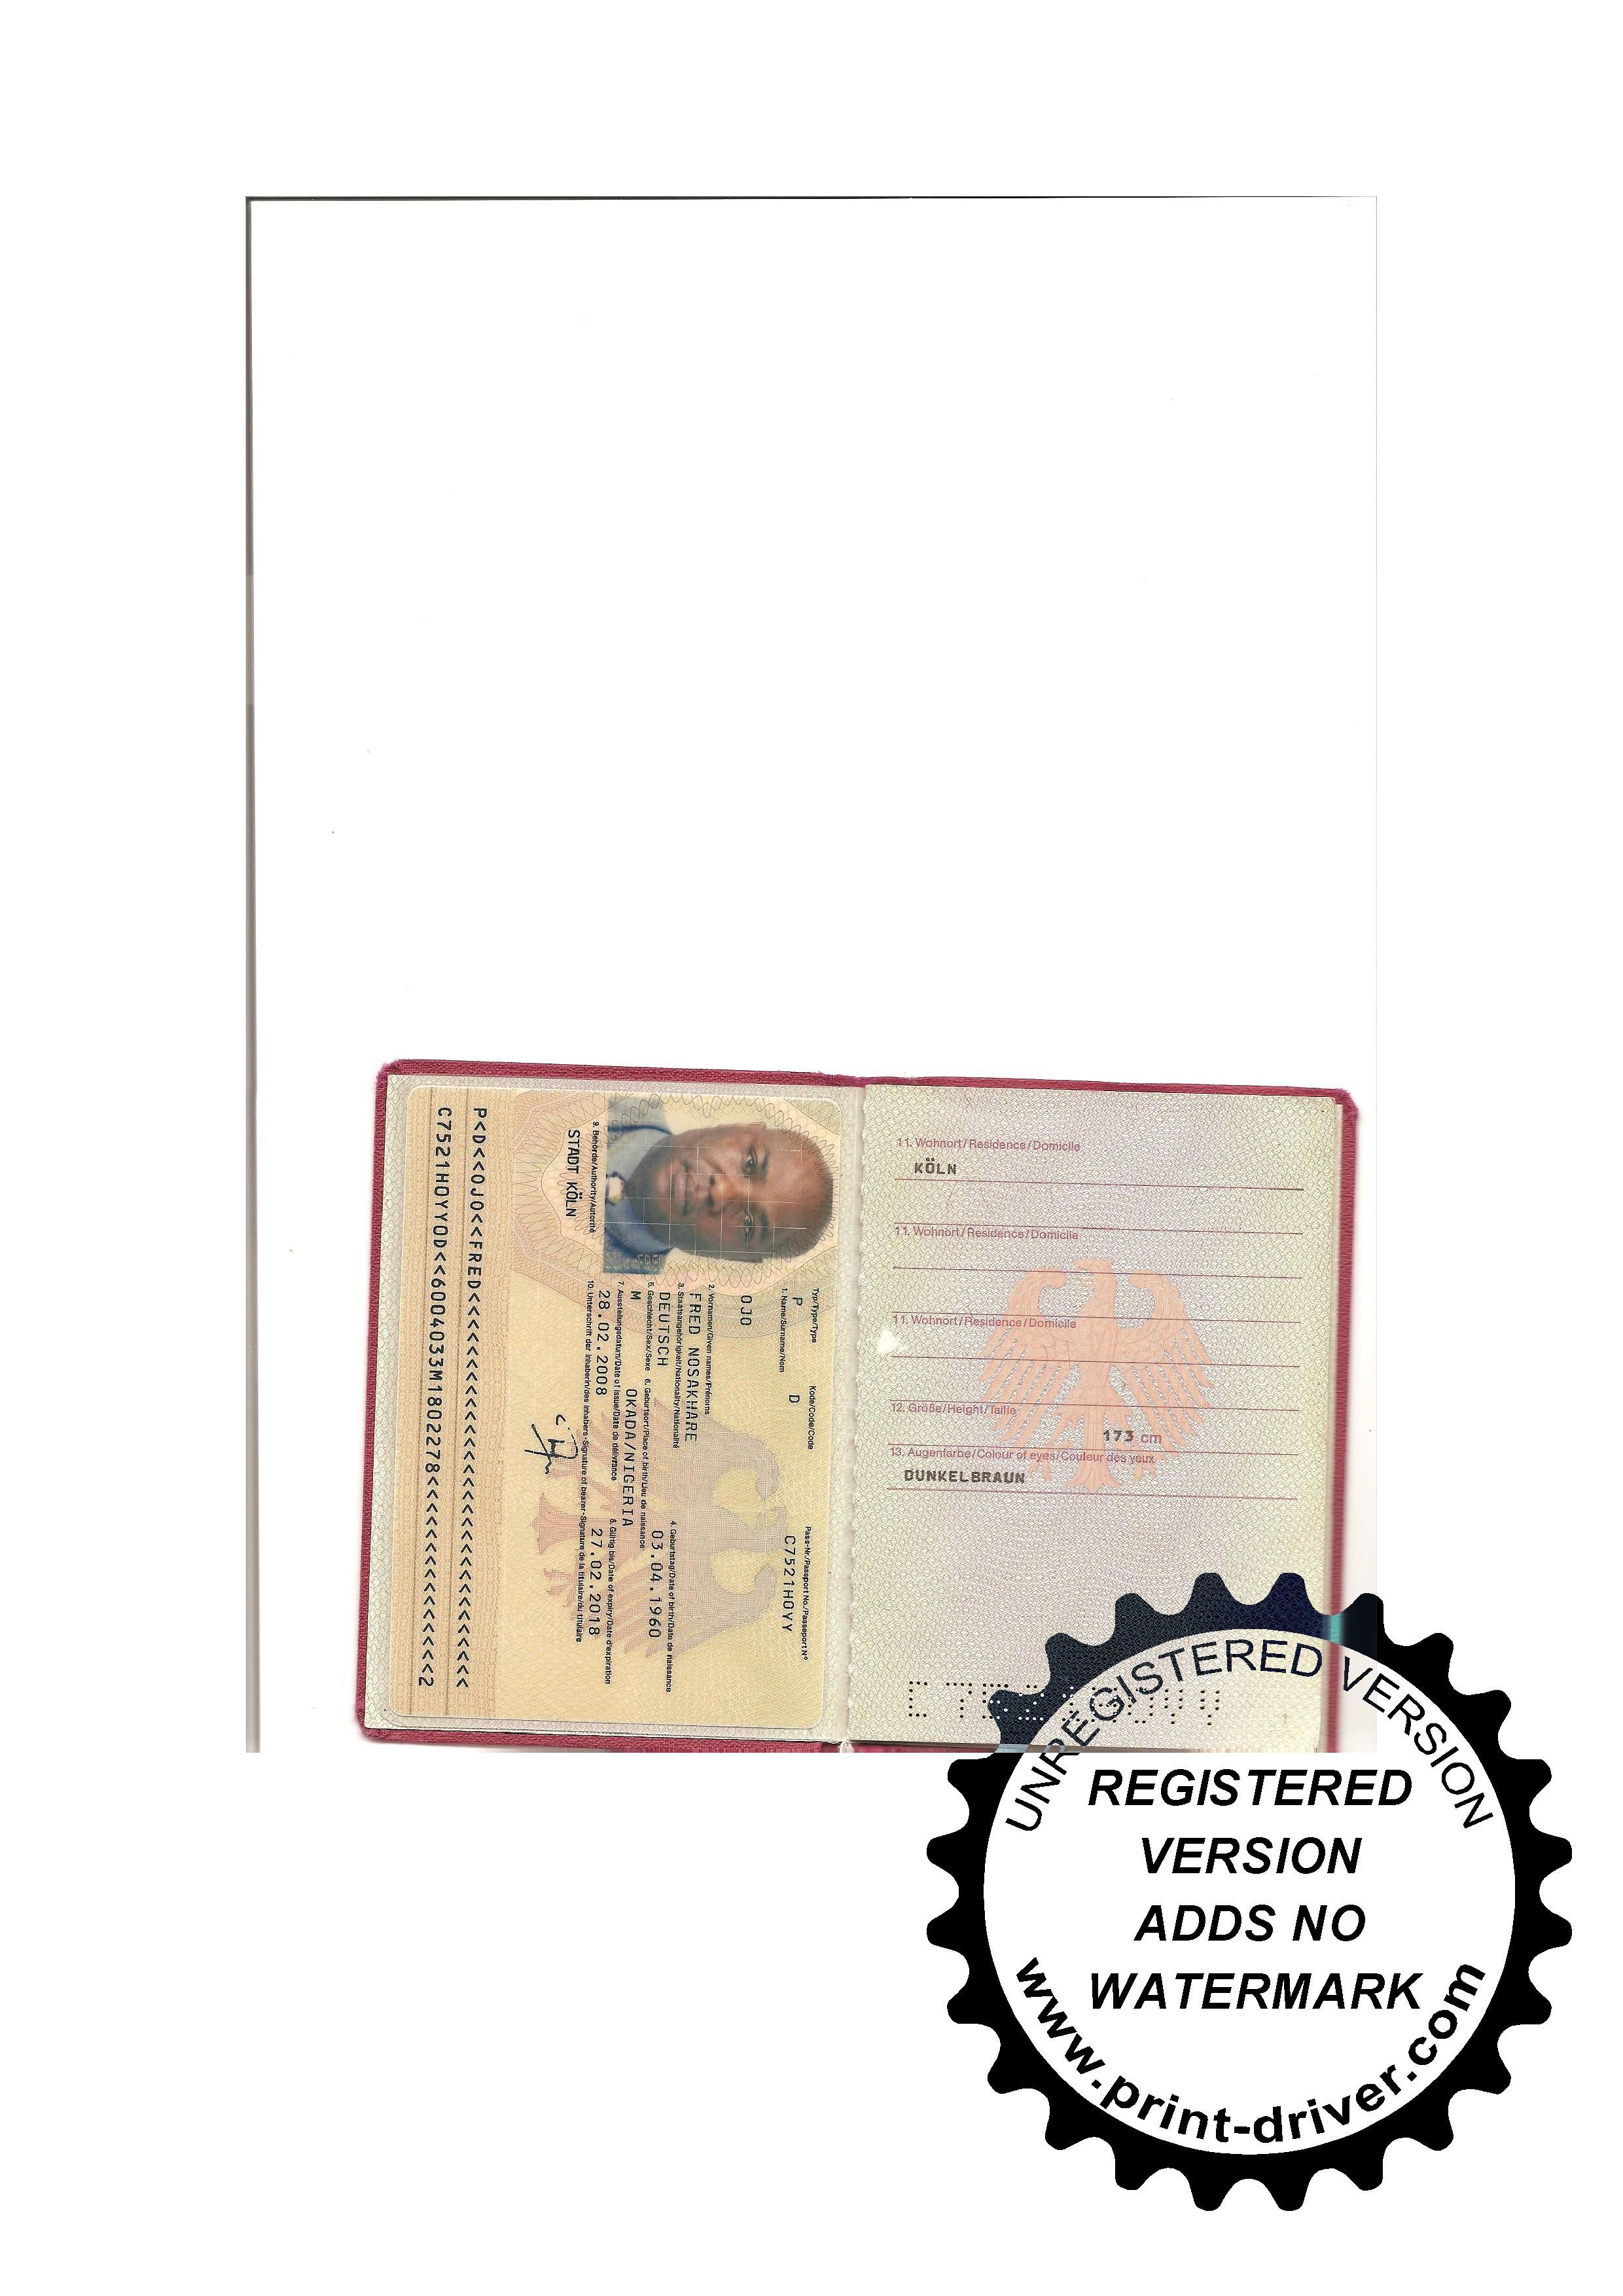 11. Wohnort/Residence/Domicile
KÖLN
11. Wohnort/Residence/Domicile
11. Wohnort/Residence/Domicile
12. Größe/Height/Taille
173 cm
13. Augenfarbe/Colour of eyes/Couleur des yeux
DUNKELBRAUN
Typ/Type/Type Kode/Code/Code Pass-Nr./Passport No./Passeport N°
P D C7521H0YY
1. Name/Surname/Nom
OJO
2. Vornamen/Given names/Prénoms
FRED NOSAKHARE
3. Staatsangehörigkeit/Nationality/Nationalité 4. Geburtstag/Date of birth/Date de naissance
DEUTSCH 03.04.1960
5. Geschlecht/Sex/Sexe 6. Geburtsort/Place of birth/Lieu de naissance
M OKADA/NIGERIA
7. Ausstellungsdatum/Date of issue/Date de délivrance 8. Gültig bis/Date of expiry/Date d'expiration
28.02.2008 27.02.2018
9. Behörde/Authority/Autorité 10. Unterschrift der Inhaberin/des Inhabers-Signature of bearer-Signature de la titulaire/du titulaire
STADT KÖLN
P<D<<OJO<<FRED<<<<<<<<<<<<<<<<<<<<<<<<<<<<<<
C7521H0YY0D<<6004033M1802278<<<<<<<<<<<<<<<2
UNREGISTERED VERSION
REGISTERED
VERSION
ADDS NO
WATERMARK
www.print-driver.com